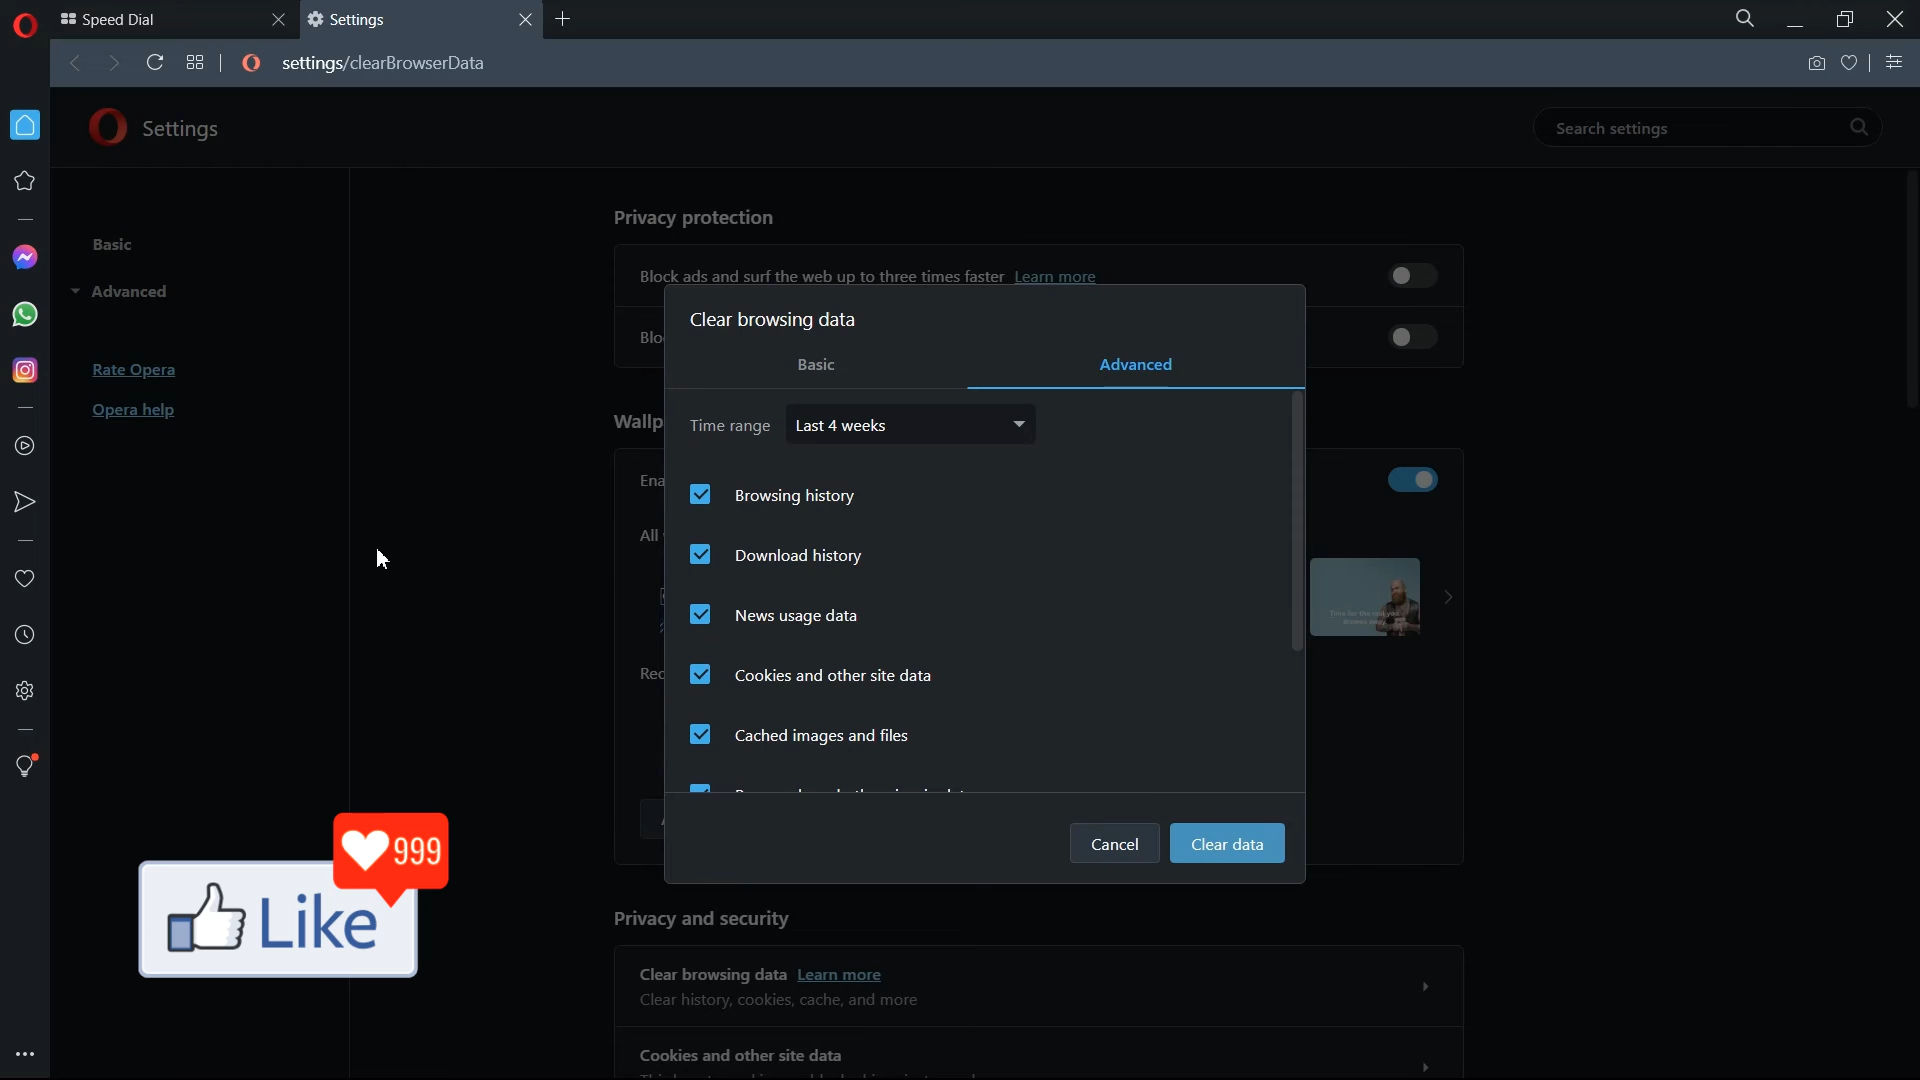 Speed Dial
Settings
settings/clearBrowserData
Settings
Search settings
Basic
Advanced
Rate Opera
Opera help
Privacy protection
Block ads and surf the web up to three times faster Learn more
Clear browsing data
Basic
Advanced
Time range Last 4 weeks
Browsing history
Download history
News usage data
Cookies and other site data
Cached images and files
Cancel
Clear data
999
Like
Privacy and security
Clear browsing data Learn more
Clear history, cookies, cache, and more
Cookies and other site data